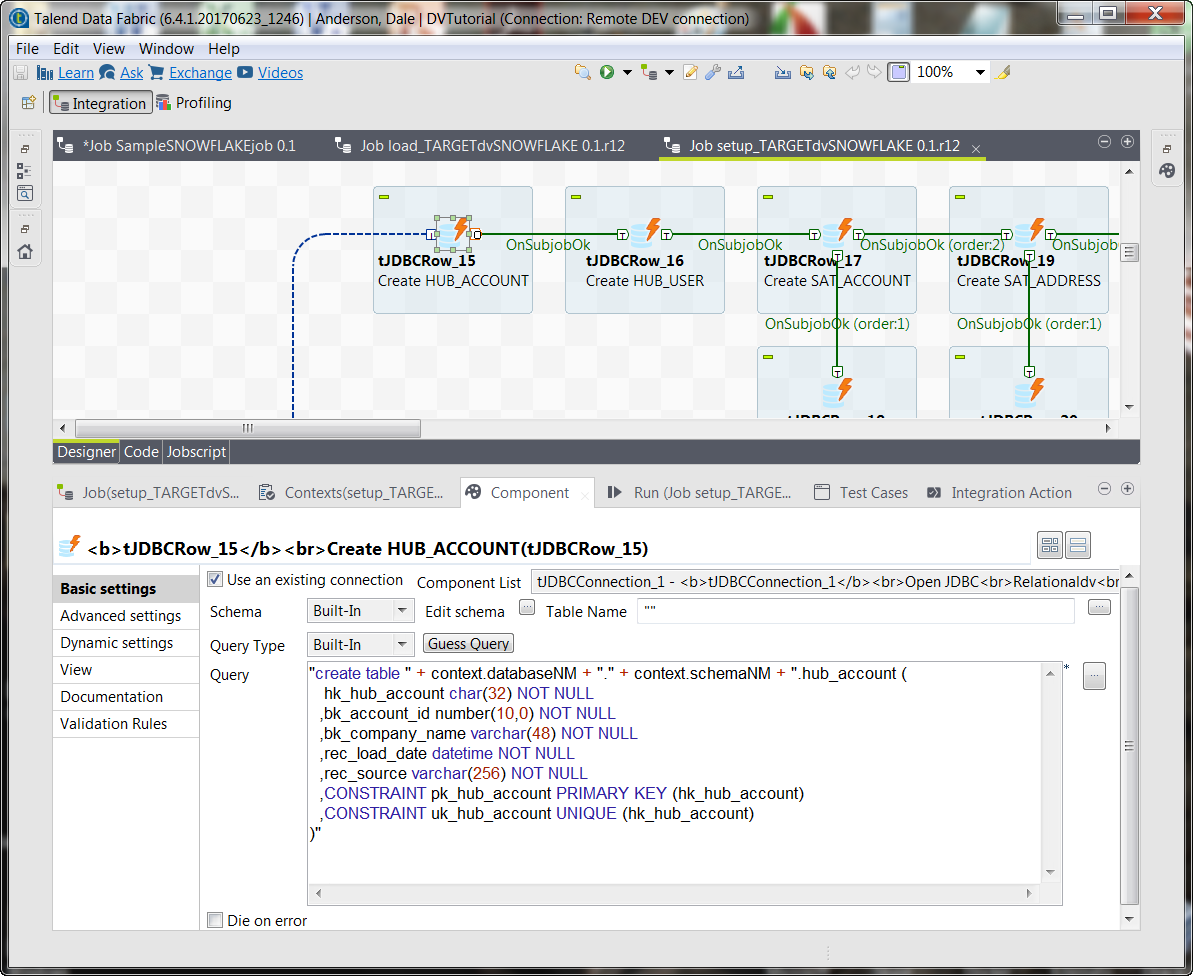 Talend Data Fabric (6.4.1.20170623_1246) | Anderson, Dale | DVTutorial (Connection: Remote DEV connection)
File Edit View Window Help
Learn Ask Exchange Videos 100%
Integration Profiling
*Job SampleSNOWFLAKEjob 0.1 Job load_TARGETdvSNOWFLAKE 0.1.r12 Job setup_TARGETdvSNOWFLAKE 0.1.r12
OnSubjobOk OnSubjobOk OnSubjobOk (order:2) OnSubjobO
tJDBCRow_15 tJDBCRow_16 tJDBCRow_17 tJDBCRow_19
Create HUB_ACCOUNT Create HUB_USER Create SAT_ACCOUNT Create SAT_ADDRESS
OnSubjobOk (order:1) OnSubjobOk (order:1)
Designer Code Jobscript
Job(setup_TARGETdvS... Contexts(setup_TARGE... Component Run (Job setup_TARGE... Test Cases Integration Action
<b>tJDBCRow_15</b><br>Create HUB_ACCOUNT(tJDBCRow_15)
Basic settings
Advanced settings
Dynamic settings
View
Documentation
Validation Rules
Use an existing connection Component List tJDBCConnection_1 - <b>tJDBCConnection_1</b><br>Open JDBC<br>Relationaldv<br
Schema Built-In Edit schema ... Table Name "" ...
Query Type Built-In Guess Query
Query
"create table " + context.databaseNM + "." + context.schemaNM + ".hub_account (
hk_hub_account char(32) NOT NULL
,bk_account_id number(10,0) NOT NULL
,bk_company_name varchar(48) NOT NULL
,rec_load_date datetime NOT NULL
,rec_source varchar(256) NOT NULL
,CONSTRAINT pk_hub_account PRIMARY KEY (hk_hub_account)
,CONSTRAINT uk_hub_account UNIQUE (hk_hub_account)
)"
* ...
Die on error